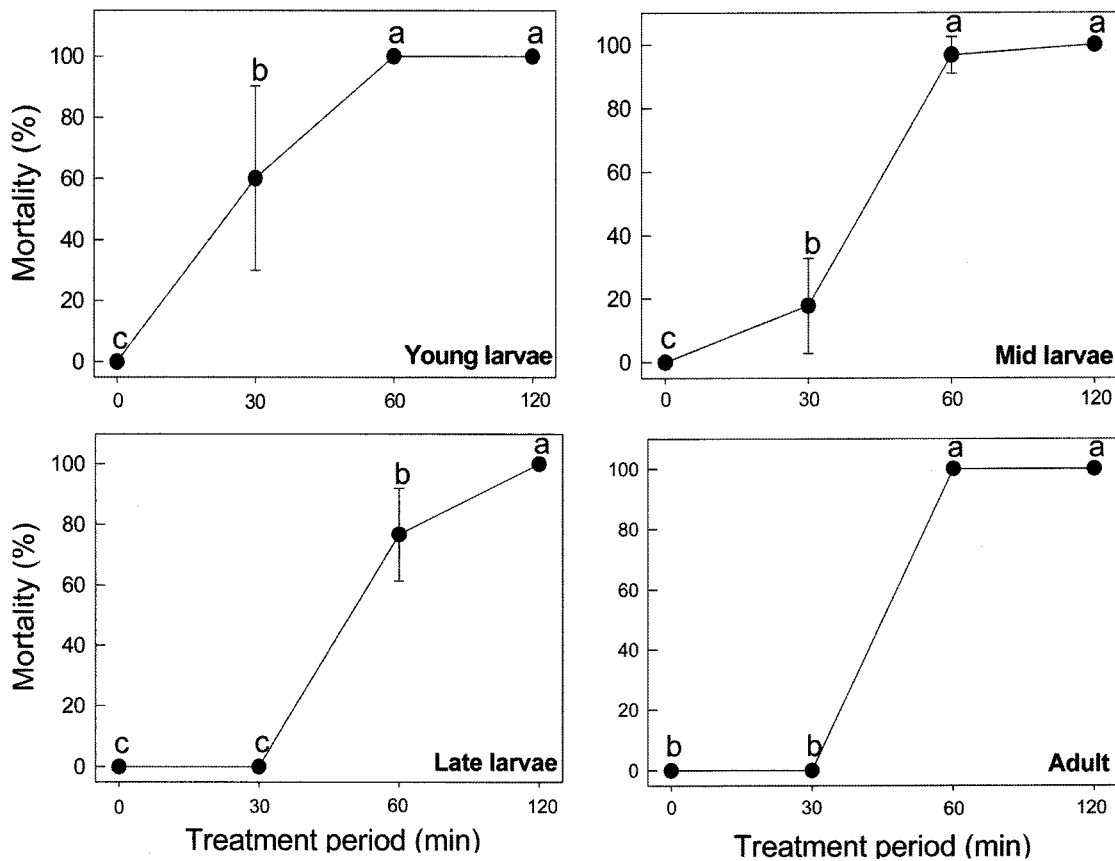 Mortality (%)
100
80
60
40
20
0
c
b
a
a
Young larvae
0 30 60 120
100
80
60
40
20
0
c
b
a
a
Mid larvae
0 30 60 120
Mortality (%)
100
80
60
40
20
0
c
c
b
a
Late larvae
0 30 60 120
Treatment period (min)
100
80
60
40
20
0
b
b
a
a
Adult
0 30 60 120
Treatment period (min)